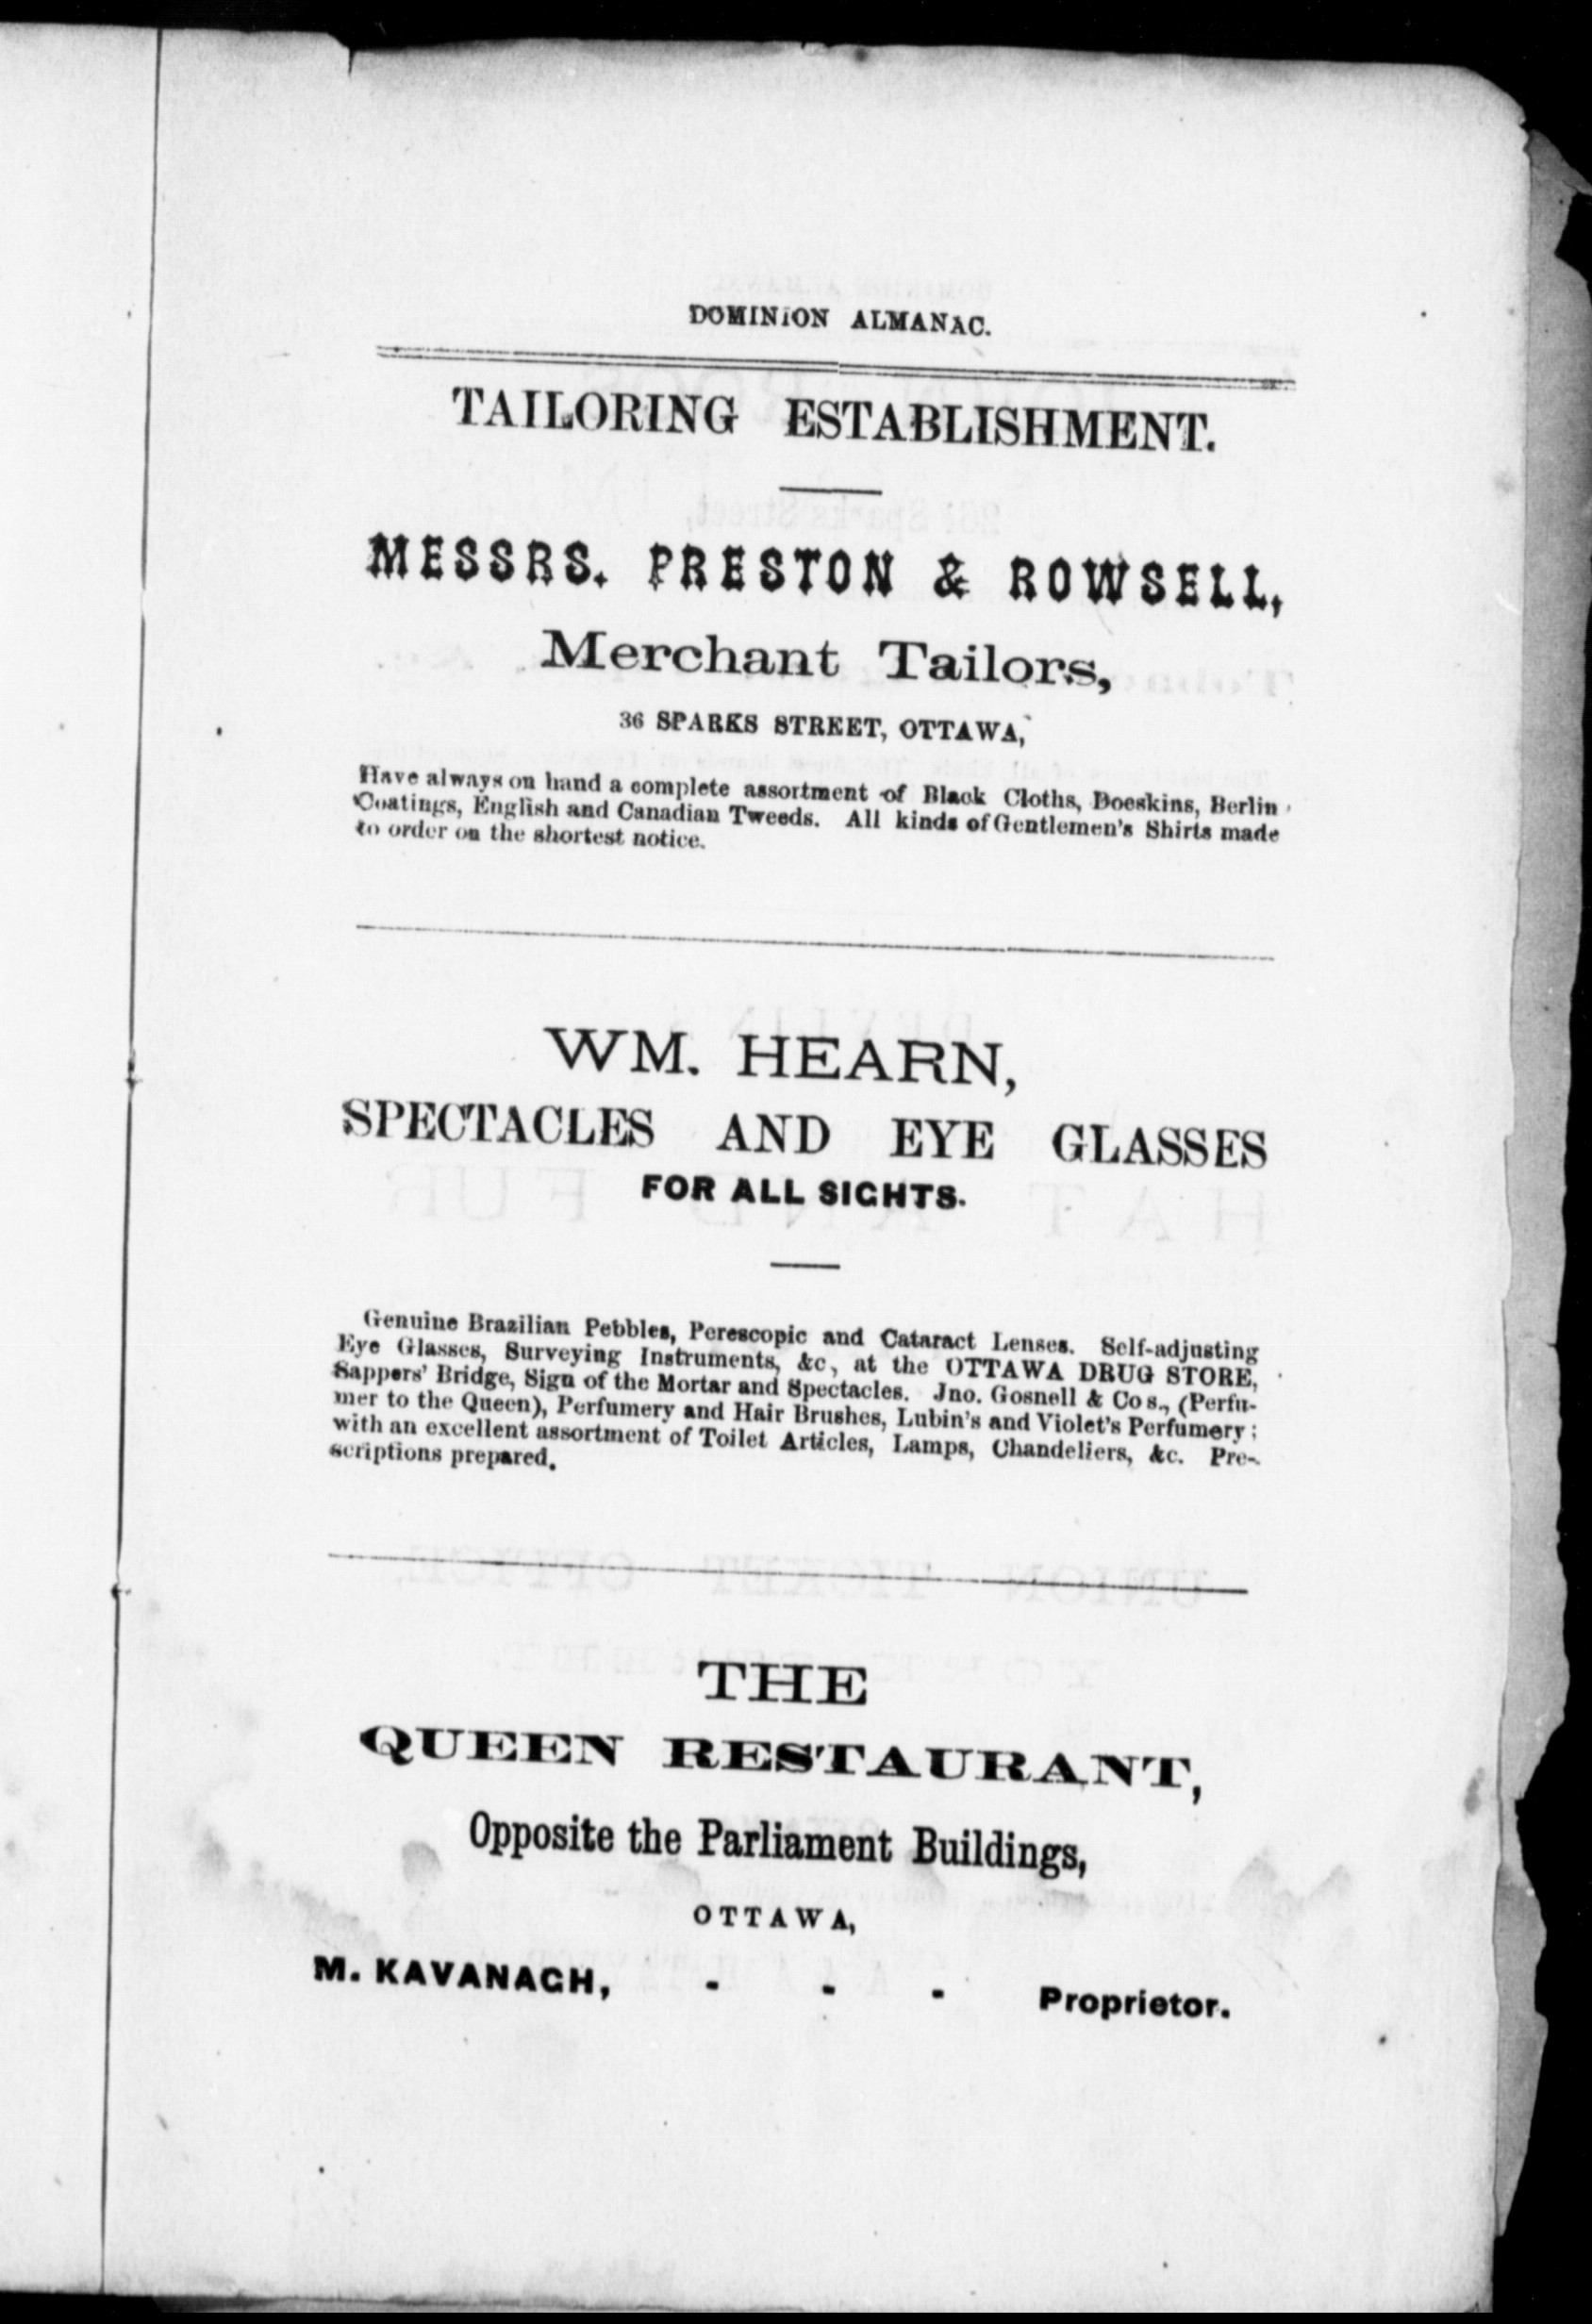 DOMINION ALMANAC.
TAILORING ESTABLISHMENT.
MESSRS. PRESTON & ROWSELL,
Merchant Tailors,
36 SPARKS STREET, OTTAWA,
Have always on hand a complete assortment of Black Cloths, Doeskins, Berlin
Coatings, English and Canadian Tweeds. All kinds of Gentlemen's Shirts made
to order on the shortest notice.
WM. HEARN,
SPECTACLES AND EYE GLASSES
FOR ALL SIGHTS.
Genuine Brazilian Pebbles, Perescopic and Cataract Lenses. Self-adjusting
Eye Glasses, Surveying Instruments, &c, at the OTTAWA DRUG STORE,
Sappers' Bridge, Sign of the Mortar and Spectacles. Jno. Gosnell & Co s., (Perfu-
mer to the Queen), Perfumery and Hair Brushes, Lubin's and Violet's Perfumery;
with an excellent assortment of Toilet Articles, Lamps, Chandeliers, &c. Pre-
scriptions prepared.
THE
QUEEN RESTAURANT,
Opposite the Parliament Buildings,
OTTAWA,
M. KAVANAGH, - - - Proprietor.